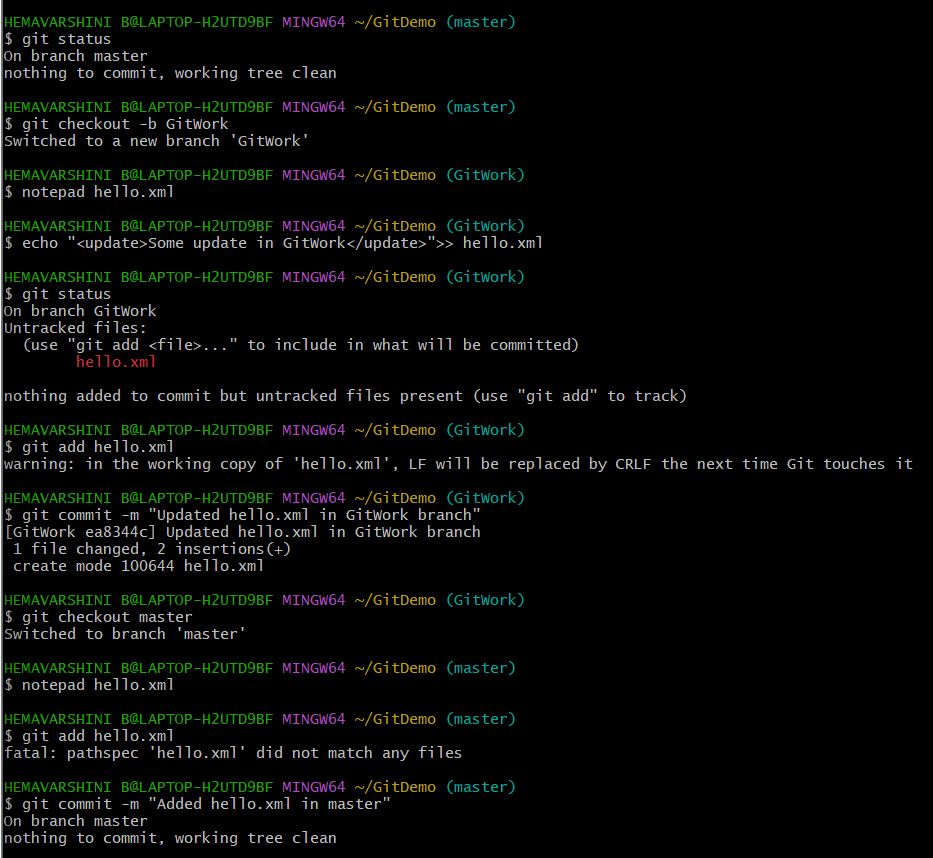 HEMAVARSHINI B@LAPTOP-H2UTD9BF MINGW64 ~/GitDemo (master)
$ git status
On branch master
nothing to commit, working tree clean
HEMAVARSHINI B@LAPTOP-H2UTD9BF MINGW64 ~/GitDemo (master)
$ git checkout -b GitWork
Switched to a new branch 'GitWork'
HEMAVARSHINI B@LAPTOP-H2UTD9BF MINGW64 ~/GitDemo (GitWork)
$ notepad hello.xml
HEMAVARSHINI B@LAPTOP-H2UTD9BF MINGW64 ~/GitDemo (GitWork)
$ echo "<update>Some update in GitWork</update>">> hello.xml
HEMAVARSHINI B@LAPTOP-H2UTD9BF MINGW64 ~/GitDemo (GitWork)
$ git status
On branch GitWork
Untracked files:
  (use "git add <file>..." to include in what will be committed)
        hello.xml
nothing added to commit but untracked files present (use "git add" to track)
HEMAVARSHINI B@LAPTOP-H2UTD9BF MINGW64 ~/GitDemo (GitWork)
$ git add hello.xml
warning: in the working copy of 'hello.xml', LF will be replaced by CRLF the next time Git touches it
HEMAVARSHINI B@LAPTOP-H2UTD9BF MINGW64 ~/GitDemo (GitWork)
$ git commit -m "Updated hello.xml in GitWork branch"
[GitWork ea8344c] Updated hello.xml in GitWork branch
 1 file changed, 2 insertions(+)
 create mode 100644 hello.xml
HEMAVARSHINI B@LAPTOP-H2UTD9BF MINGW64 ~/GitDemo (GitWork)
$ git checkout master
Switched to branch 'master'
HEMAVARSHINI B@LAPTOP-H2UTD9BF MINGW64 ~/GitDemo (master)
$ notepad hello.xml
HEMAVARSHINI B@LAPTOP-H2UTD9BF MINGW64 ~/GitDemo (master)
$ git add hello.xml
fatal: pathspec 'hello.xml' did not match any files
HEMAVARSHINI B@LAPTOP-H2UTD9BF MINGW64 ~/GitDemo (master)
$ git commit -m "Added hello.xml in master"
On branch master
nothing to commit, working tree clean